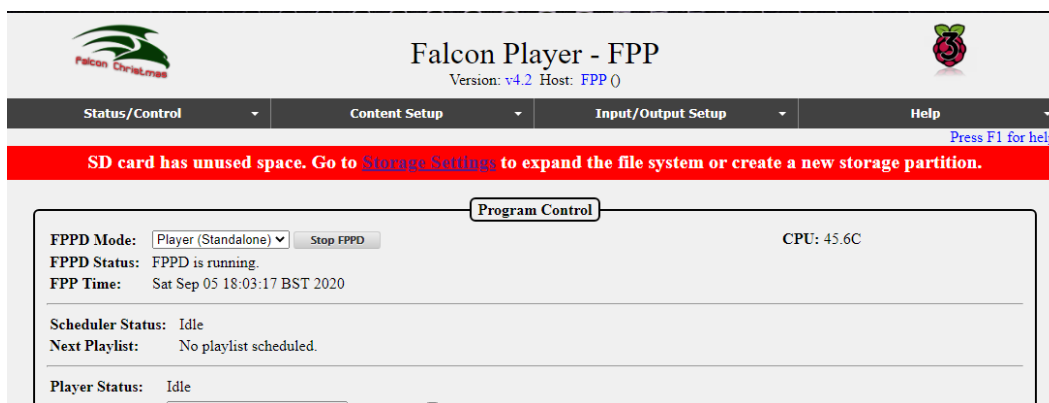 Falcon Christmas
Falcon Player - FPP
Version: v4.2 Host: FPP ()
3
Status/Control Content Setup Input/Output Setup Help
Press F1 for help
SD card has unused space. Go to Storage Settings to expand the file system or create a new storage partition.
Program Control
FPPD Mode: Player (Standalone) Stop FPPD CPU: 45.6C
FPPD Status: FPPD is running.
FPP Time: Sat Sep 05 18:03:17 BST 2020
Scheduler Status: Idle
Next Playlist: No playlist scheduled.
Player Status: Idle